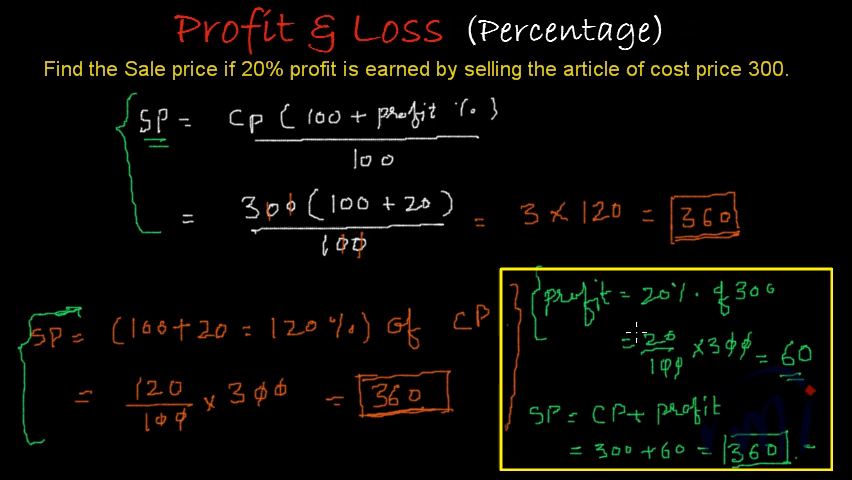 Profit & Loss (Percentage)
Find the Sale price if 20% profit is earned by selling the article of cost price 300.
SP = CP ( 100 + profit % )
100
= 300 ( 100 + 20 )
100
= 3 × 120 = 360
SP = (100+20 = 120%) of CP
= 120
100
× 300 = 360
profit = 20% of 300
= 20
100
× 300 = 60
SP = CP + profit
= 300 + 60 = 360